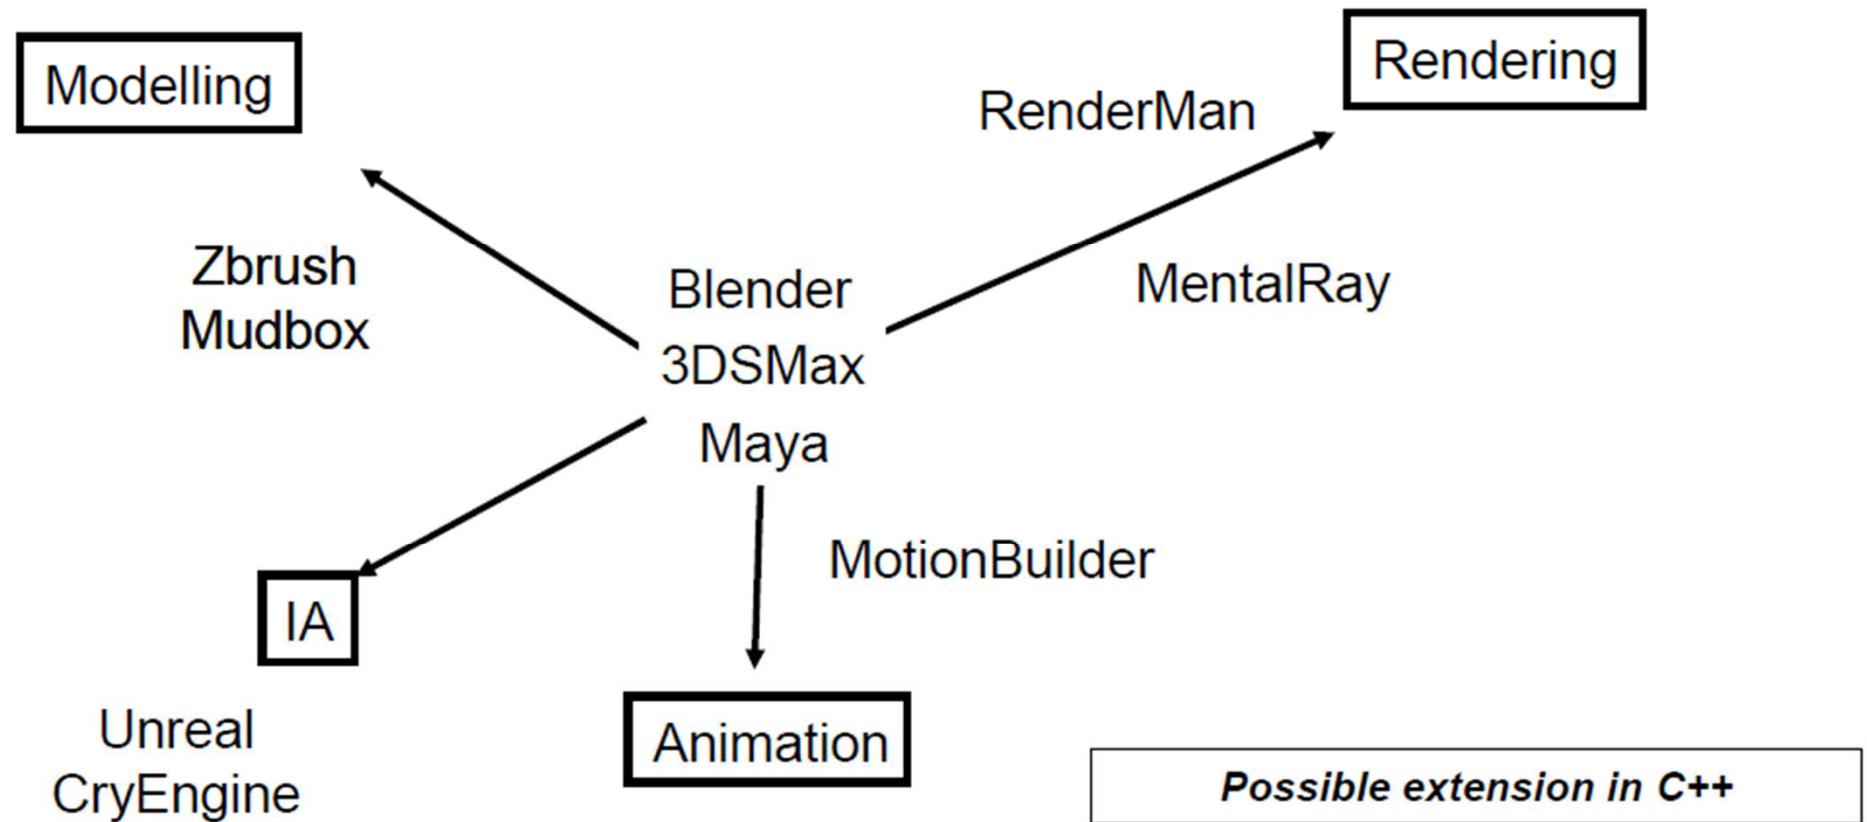 Modelling
Rendering
RenderMan
Zbrush
Mudbox
Blender
3DSMax
Maya
MentalRay
MotionBuilder
IA
Unreal
CryEngine
Animation
Possible extension in C++